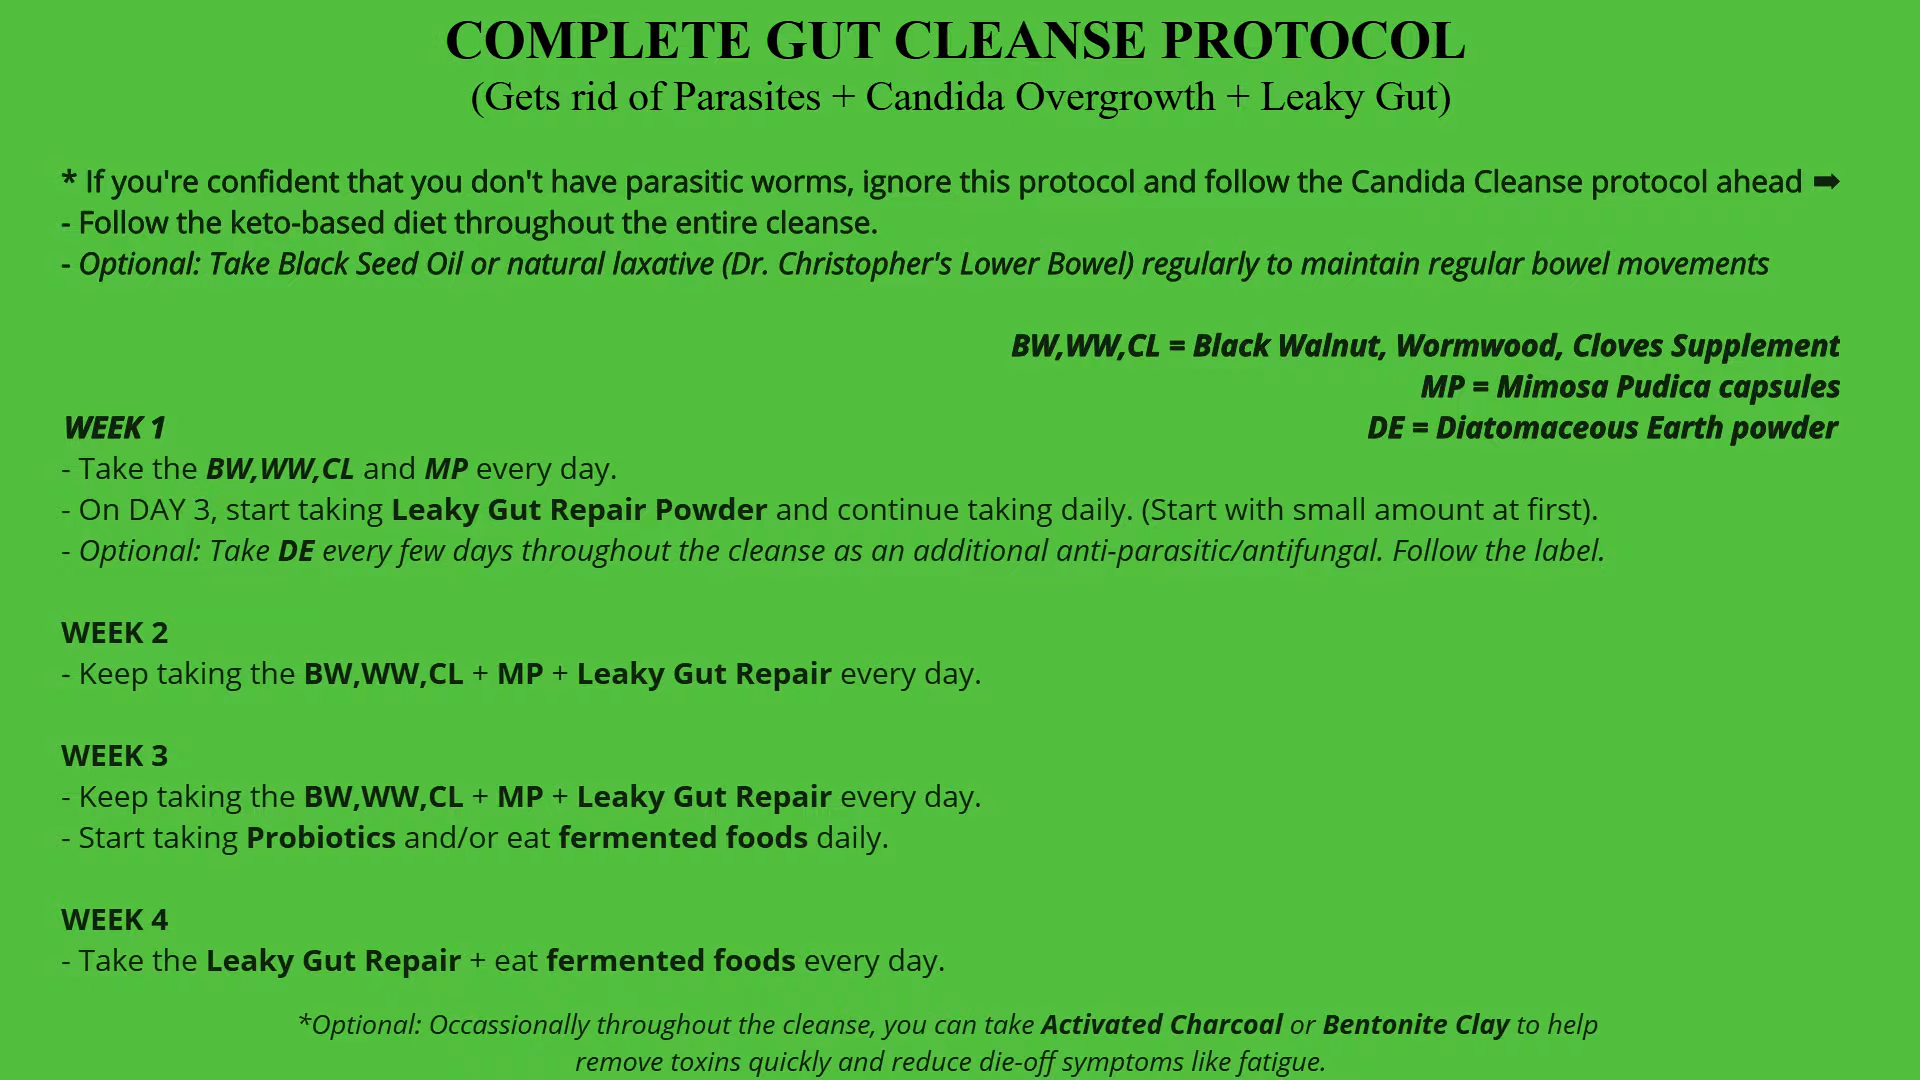 COMPLETE GUT CLEANSE PROTOCOL
(Gets rid of Parasites + Candida Overgrowth + Leaky Gut)
* If you're confident that you don't have parasitic worms, ignore this protocol and follow the Candida Cleanse protocol ahead ➡
- Follow the keto-based diet throughout the entire cleanse.
- Optional: Take Black Seed Oil or natural laxative (Dr. Christopher's Lower Bowel) regularly to maintain regular bowel movements
BW,WW,CL = Black Walnut, Wormwood, Cloves Supplement
MP = Mimosa Pudica capsules
DE = Diatomaceous Earth powder
WEEK 1
- Take the BW,WW,CL and MP every day.
- On DAY 3, start taking Leaky Gut Repair Powder and continue taking daily. (Start with small amount at first).
- Optional: Take DE every few days throughout the cleanse as an additional anti-parasitic/antifungal. Follow the label.
WEEK 2
- Keep taking the BW,WW,CL + MP + Leaky Gut Repair every day.
WEEK 3
- Keep taking the BW,WW,CL + MP + Leaky Gut Repair every day.
- Start taking Probiotics and/or eat fermented foods daily.
WEEK 4
- Take the Leaky Gut Repair + eat fermented foods every day.
*Optional: Occassionally throughout the cleanse, you can take Activated Charcoal or Bentonite Clay to help
remove toxins quickly and reduce die-off symptoms like fatigue.